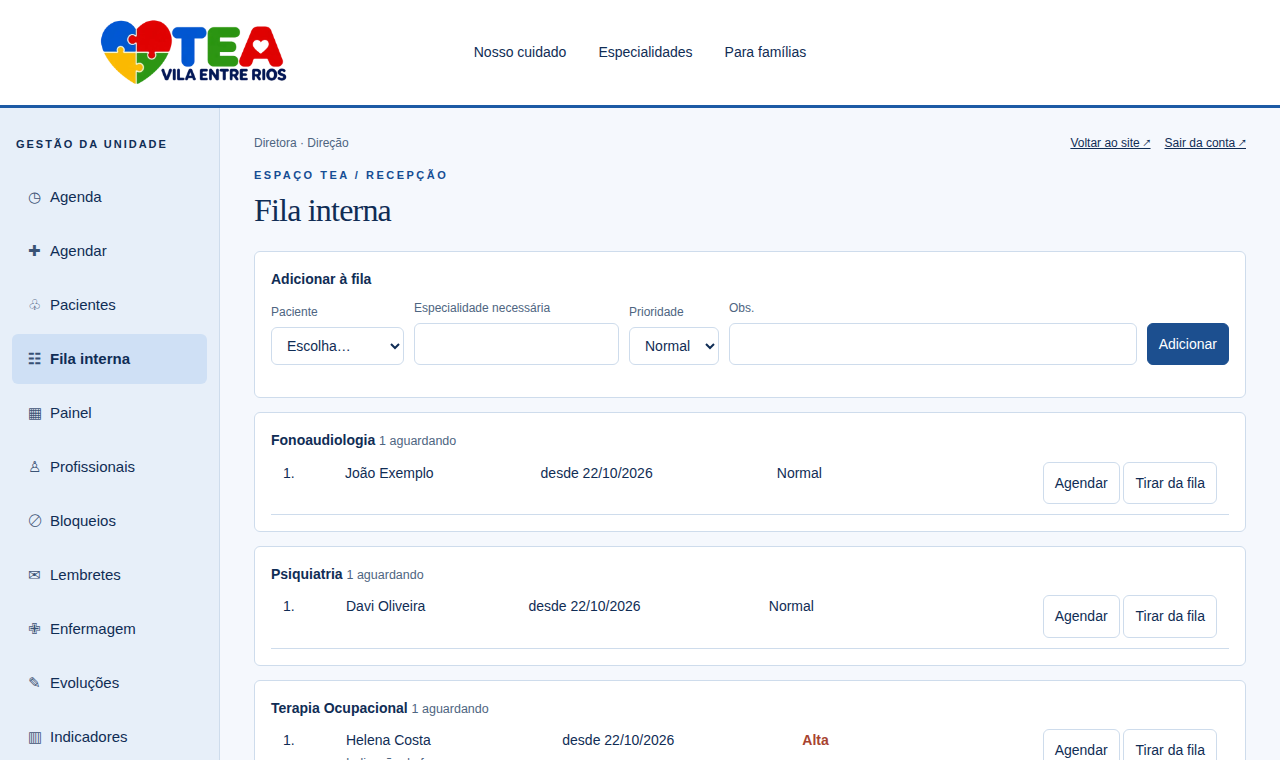 TEA
VILA ENTRE RIOS
Nosso cuidado
Especialidades
Para famílias
GESTÃO DA UNIDADE
Agenda
Agendar
Pacientes
Fila interna
Painel
Profissionais
Bloqueios
Lembretes
Enfermagem
Evoluções
Indicadores
Diretora · Direção
Voltar ao site ↗
Sair da conta ↗
ESPAÇO TEA / RECEPÇÃO
Fila interna
Adicionar à fila
Paciente
Especialidade necessária
Prioridade
Obs.
Escolha…
Normal
Adicionar
Fonoaudiologia 1 aguardando
1. João Exemplo desde 22/10/2026 Normal Agendar Tirar da fila
Psiquiatria 1 aguardando
1. Davi Oliveira desde 22/10/2026 Normal Agendar Tirar da fila
Terapia Ocupacional 1 aguardando
1. Helena Costa desde 22/10/2026 Alta Agendar Tirar da fila